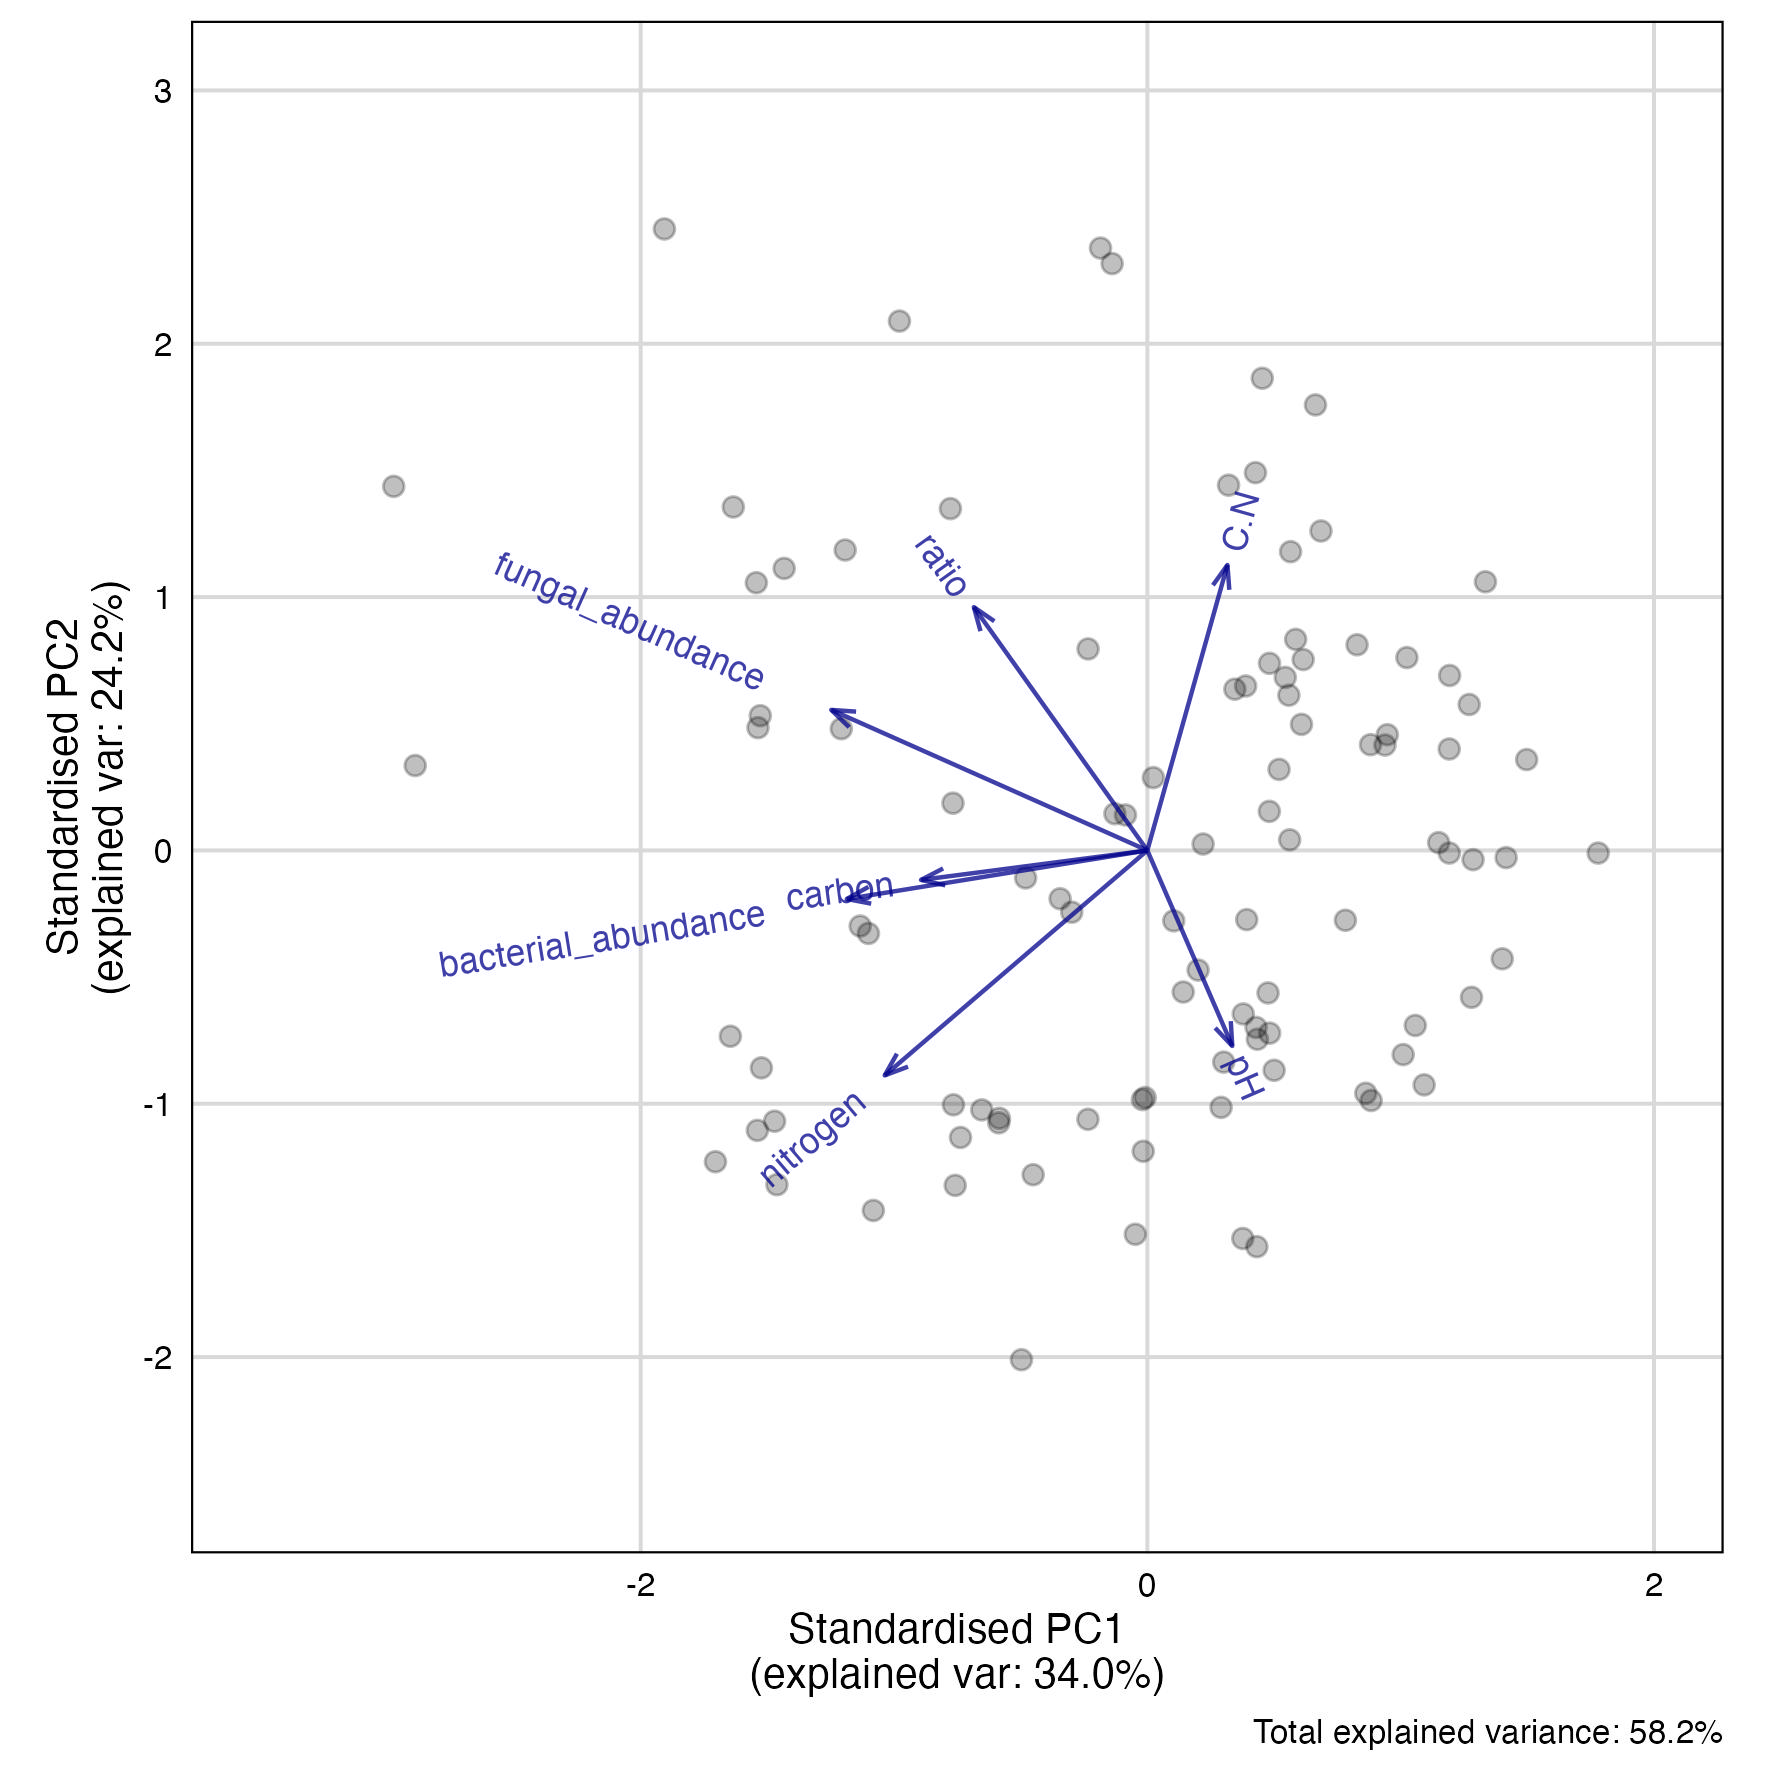 3
2
1
0
-1
-2
Standardised PC2
(explained var: 24.2%)
C.N
ratio
fungal_abundance
carbon
bacterial_abundance
pH
nitrogen
-2
0
2
Standardised PC1
(explained var: 34.0%)
Total explained variance: 58.2%